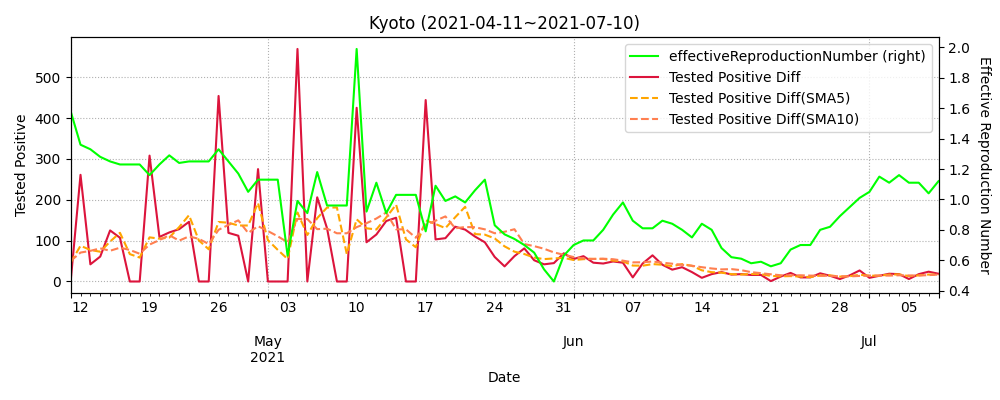 Kyoto (2021-04-11~2021-07-10)
effectiveReproductionNumber (right)
Tested Positive Diff
Tested Positive Diff(SMA5)
Tested Positive Diff(SMA10)
Tested Positive
500
400
300
200
100
0
2.0
1.8
1.6
1.4
1.2
1.0
0.8
0.6
0.4
Effective Reproduction Number
12 19 26 03 10 17 24 31 07 14 21 28 05
May Jun Jul
2021
Date